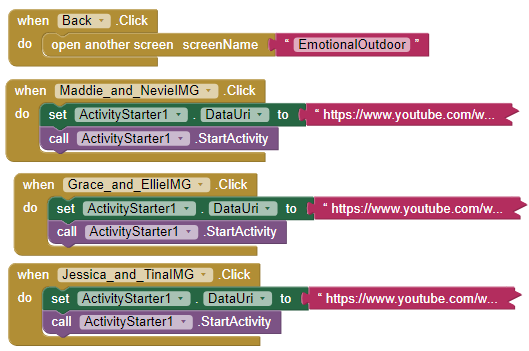 when Back .Click
do open another screen screenName “ EmotionalOutdoor ”
when Maddie_and_NevieIMG .Click
do set ActivityStarter1 . DataUri to “ https://www.youtube.com/w...
call ActivityStarter1 .StartActivity
when Grace_and_EllieIMG .Click
do set ActivityStarter1 . DataUri to “ https://www.youtube.com/w...
call ActivityStarter1 .StartActivity
when Jessica_and_TinaIMG .Click
do set ActivityStarter1 . DataUri to “ https://www.youtube.com/w...
call ActivityStarter1 .StartActivity